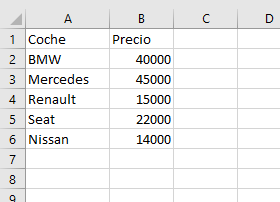 A B C D
1 Coche Precio
2 BMW 40000
3 Mercedes 45000
4 Renault 15000
5 Seat 22000
6 Nissan 14000
7
8
9